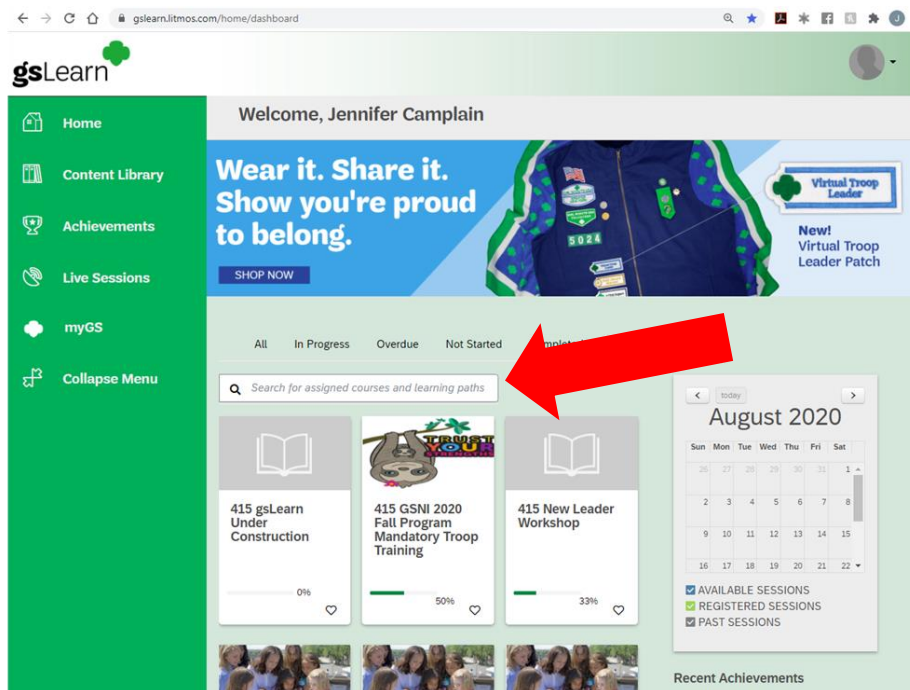 gslearn.litmos.com/home/dashboard
gsLearn
Home
Content Library
Achievements
Live Sessions
myGS
Collapse Menu
Welcome, Jennifer Camplain
Wear it. Share it.
Show you're proud
to belong.
SHOP NOW
5024
Virtual Troop
Leader
New!
Virtual Troop
Leader Patch
All In Progress Overdue Not Started
Search for assigned courses and learning paths
TRUST
YOUR
STRENGTHS
415 gsLearn
Under
Construction
0%
415 GSNI 2020
Fall Program
Mandatory Troop
Training
50%
415 New Leader
Workshop
33%
today
August 2020
Sun Mon Tue Wed Thu Fri Sat
26 27 28 29 30 31 1
2 3 4 5 6 7 8
9 10 11 12 13 14 15
16 17 18 19 20 21 22
AVAILABLE SESSIONS
REGISTERED SESSIONS
PAST SESSIONS
Recent Achievements